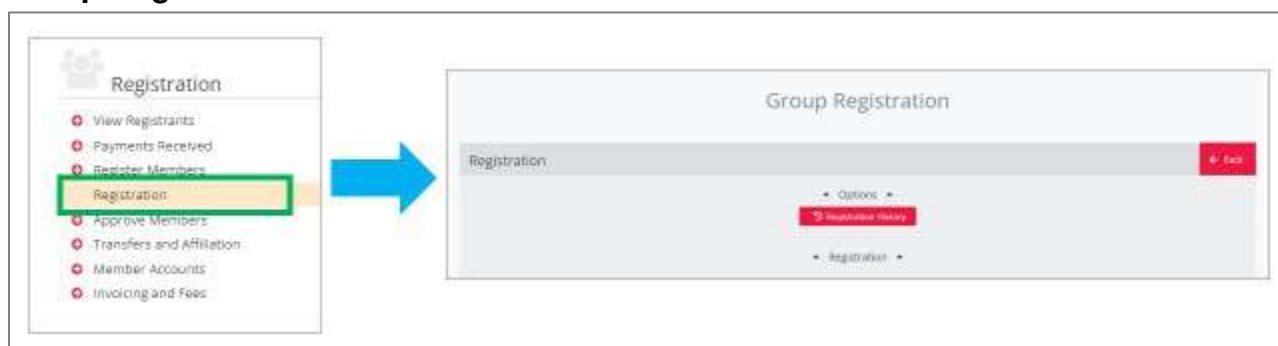 Registration
View Registrants
Payments Received
Register Members
Registration
Approve Members
Transfers and Affiliation
Member Accounts
Invoicing and Fees
Group Registration
Registration
Back
Options
Registration History
Registration